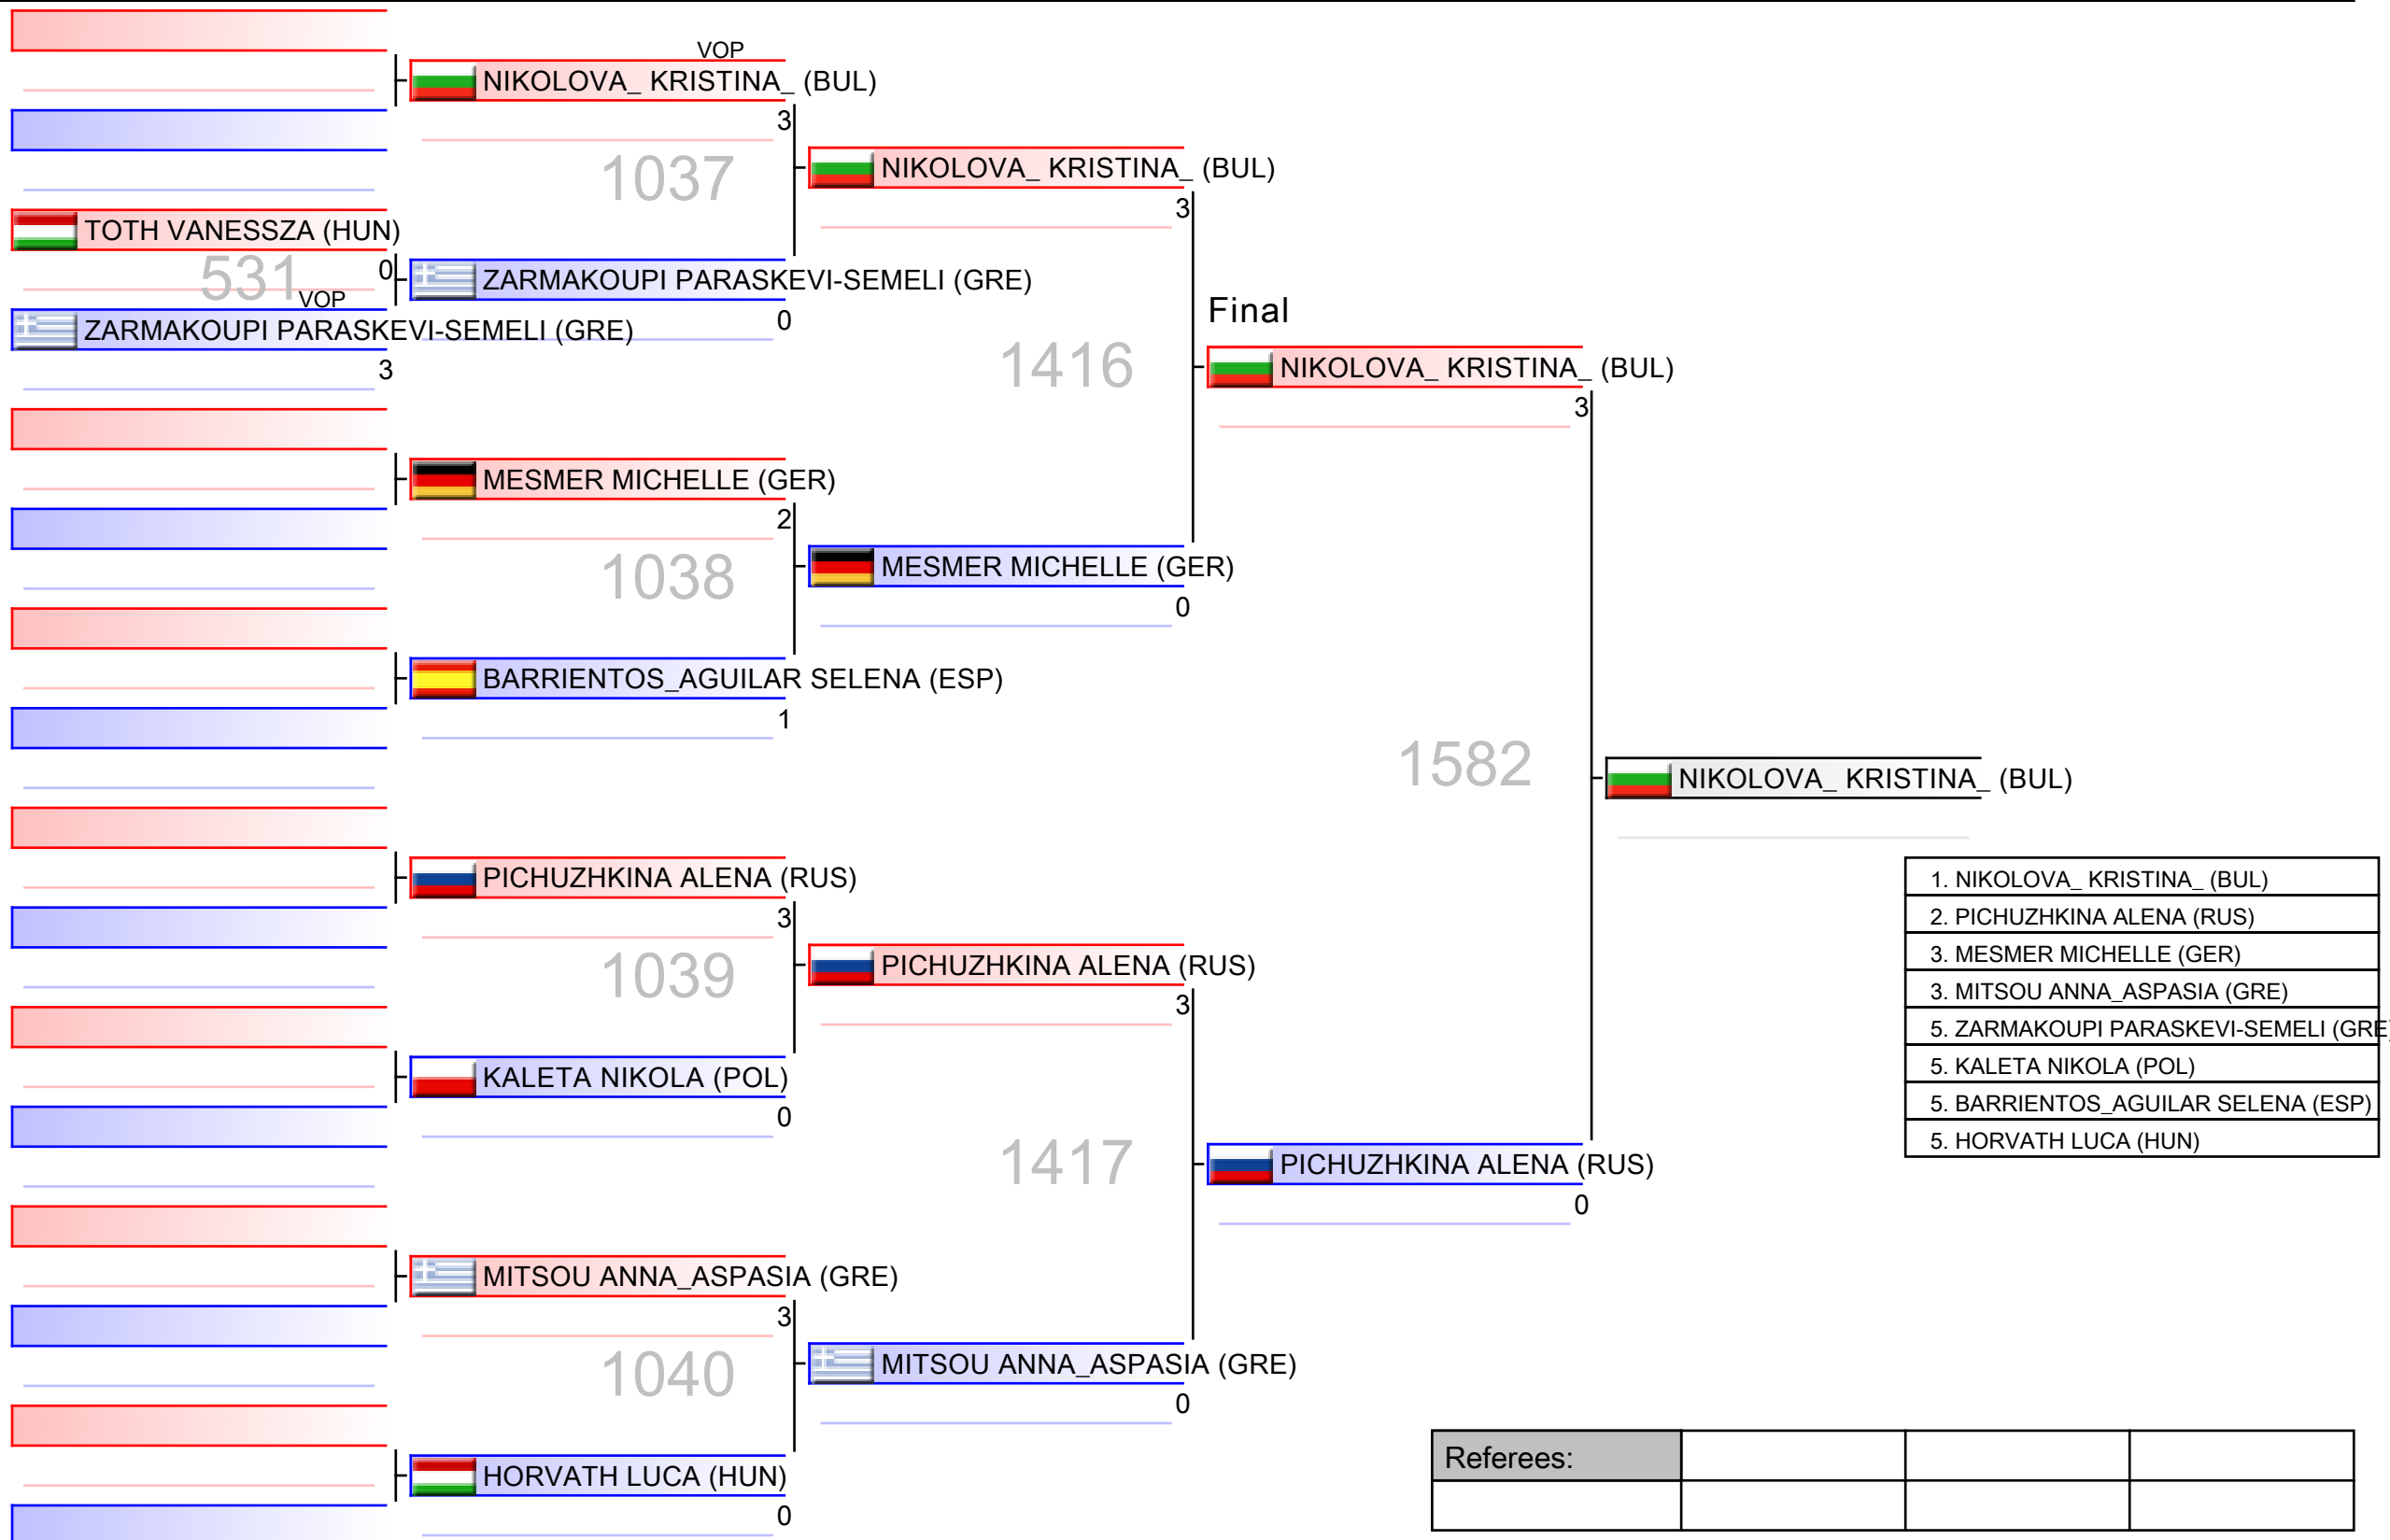 VOP
NIKOLOVA_ KRISTINA_ (BUL)
3
1037
NIKOLOVA_ KRISTINA_ (BUL)
3
TOTH VANESSZA (HUN)
0
531
VOP
ZARMAKOUPI PARASKEVI-SEMELI (GRE)
0
ZARMAKOUPI PARASKEVI-SEMELI (GRE)
3
Final
1416
NIKOLOVA_ KRISTINA_ (BUL)
3
MESMER MICHELLE (GER)
2
1038
MESMER MICHELLE (GER)
0
BARRIENTOS_AGUILAR SELENA (ESP)
1
1582
NIKOLOVA_ KRISTINA_ (BUL)
PICHUZHKINA ALENA (RUS)
3
1039
PICHUZHKINA ALENA (RUS)
3
KALETA NIKOLA (POL)
0
1417
PICHUZHKINA ALENA (RUS)
0
MITSOU ANNA_ASPASIA (GRE)
3
1040
MITSOU ANNA_ASPASIA (GRE)
0
HORVATH LUCA (HUN)
0
1. NIKOLOVA_ KRISTINA_ (BUL)
2. PICHUZHKINA ALENA (RUS)
3. MESMER MICHELLE (GER)
3. MITSOU ANNA_ASPASIA (GRE)
5. ZARMAKOUPI PARASKEVI-SEMELI (GRE)
5. KALETA NIKOLA (POL)
5. BARRIENTOS_AGUILAR SELENA (ESP)
5. HORVATH LUCA (HUN)
Referees: